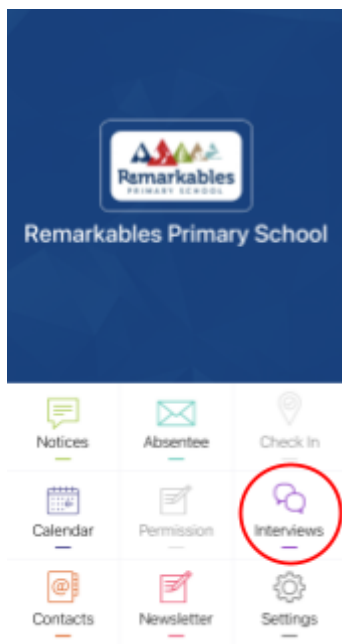 Remarkables
PRIMARY SCHOOL
Remarkables Primary School
Notices Absentee Check In
Calendar Permission Interviews
Contacts Newsletter Settings